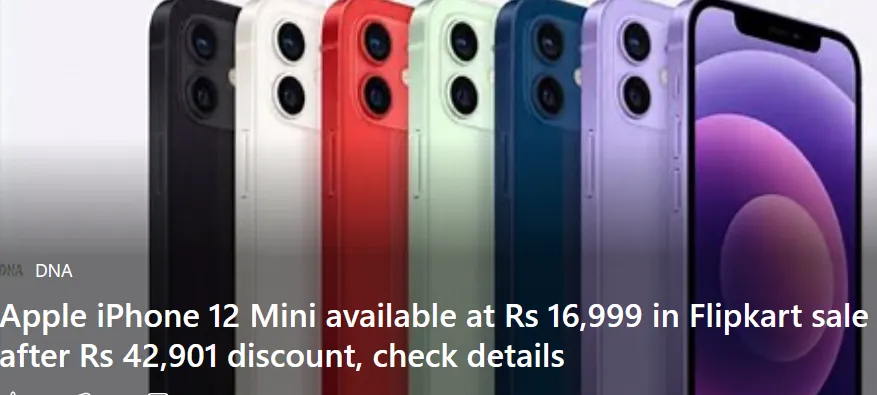 DNA DNA
Apple iPhone 12 Mini available at Rs 16,999 in Flipkart sale
after Rs 42,901 discount, check details